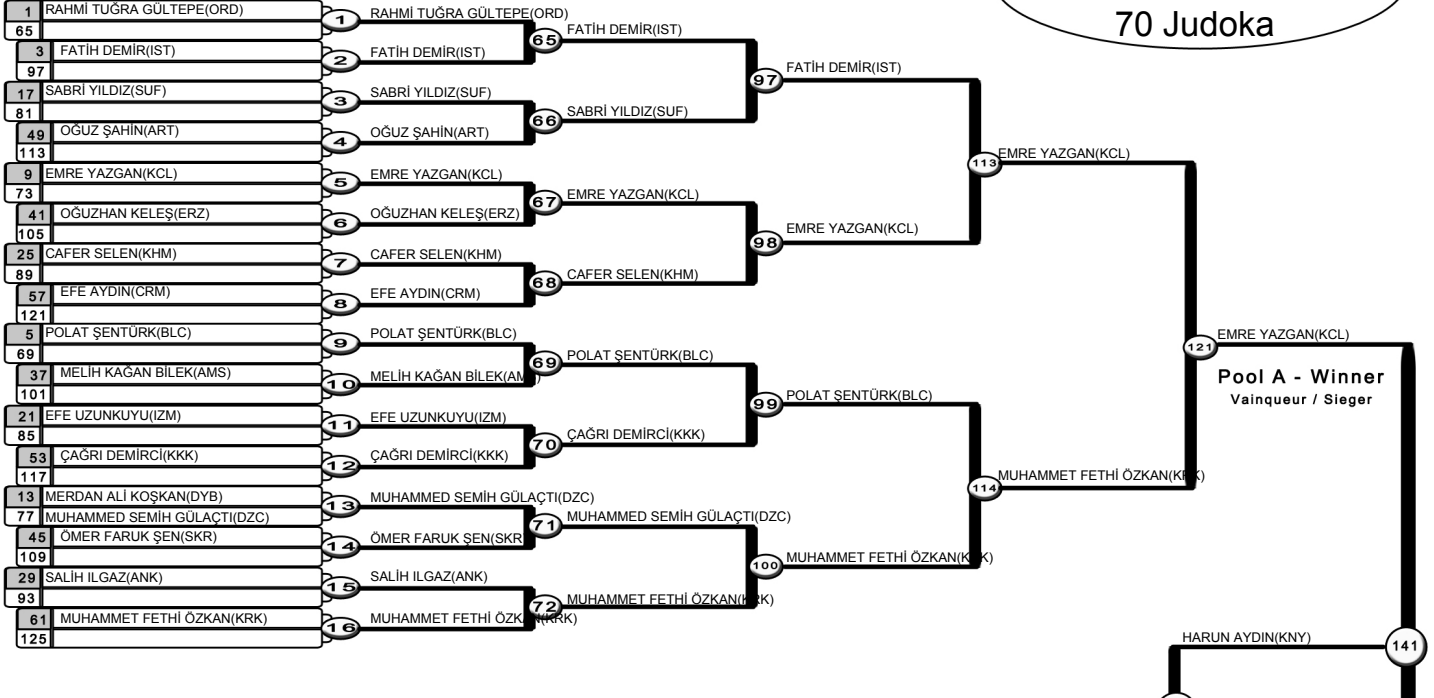 70 Judoka
1 RAHMİ TUĞRA GÜLTEPE(ORD)
65
3 FATİH DEMİR(IST)
97
17 SABRİ YILDIZ(SUF)
81
49 OĞUZ ŞAHİN(ART)
113
9 EMRE YAZGAN(KCL)
73
41 OĞUZHAN KELEŞ(ERZ)
105
25 CAFER SELEN(KHM)
89
57 EFE AYDIN(CRM)
121
5 POLAT ŞENTÜRK(BLC)
69
37 MELİH KAĞAN BİLEK(AMS)
101
21 EFE UZUNKUYU(IZM)
85
53 ÇAĞRI DEMİRCİ(KKK)
117
13 MERDAN ALİ KOŞKAN(DYB)
77 MUHAMMED SEMİH GÜLAÇTI(DZC)
45 ÖMER FARUK ŞEN(SKR)
109
29 SALİH ILGAZ(ANK)
93
61 MUHAMMET FETHİ ÖZKAN(KRK)
125
1 RAHMİ TUĞRA GÜLTEPE(ORD)
2 FATİH DEMİR(IST)
3 SABRİ YILDIZ(SUF)
4 OĞUZ ŞAHİN(ART)
5 EMRE YAZGAN(KCL)
6 OĞUZHAN KELEŞ(ERZ)
7 CAFER SELEN(KHM)
8 EFE AYDIN(CRM)
9 POLAT ŞENTÜRK(BLC)
10 MELİH KAĞAN BİLEK(AM
11 EFE UZUNKUYU(IZM)
12 ÇAĞRI DEMİRCİ(KKK)
13 MUHAMMED SEMİH GÜLAÇTI(DZC)
14 ÖMER FARUK ŞEN(SKR
15 SALİH ILGAZ(ANK)
16 MUHAMMET FETHİ ÖZKAN(KRK)
65 FATİH DEMİR(IST)
66 SABRİ YILDIZ(SUF)
67 EMRE YAZGAN(KCL)
68 CAFER SELEN(KHM)
69 POLAT ŞENTÜRK(BLC)
70 ÇAĞRI DEMİRCİ(KKK)
71 MUHAMMED SEMİH GÜLAÇTI(DZC)
72 MUHAMMET FETHİ ÖZKAN(KRK)
97 FATİH DEMİR(IST)
98 EMRE YAZGAN(KCL)
99 POLAT ŞENTÜRK(BLC)
100 MUHAMMET FETHİ ÖZKAN(KRK)
113 EMRE YAZGAN(KCL)
114 MUHAMMET FETHİ ÖZKAN(KRK)
121 EMRE YAZGAN(KCL)
Pool A - Winner
Vainqueur / Sieger
HARUN AYDIN(KNY)
141